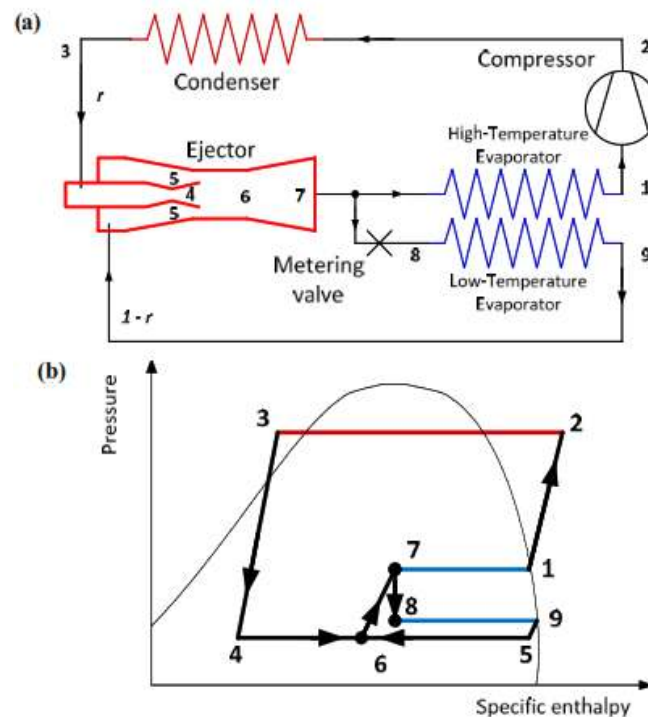 (a)
3
2
Condenser
Compressor
r
High-Temperature
Evaporator
Ejector
5
4
6
7
5
1
8
9
Metering
valve
Low-Temperature
Evaporator
1 - r
(b)
Pressure
3
2
7
1
8
9
4
6
5
Specific enthalpy